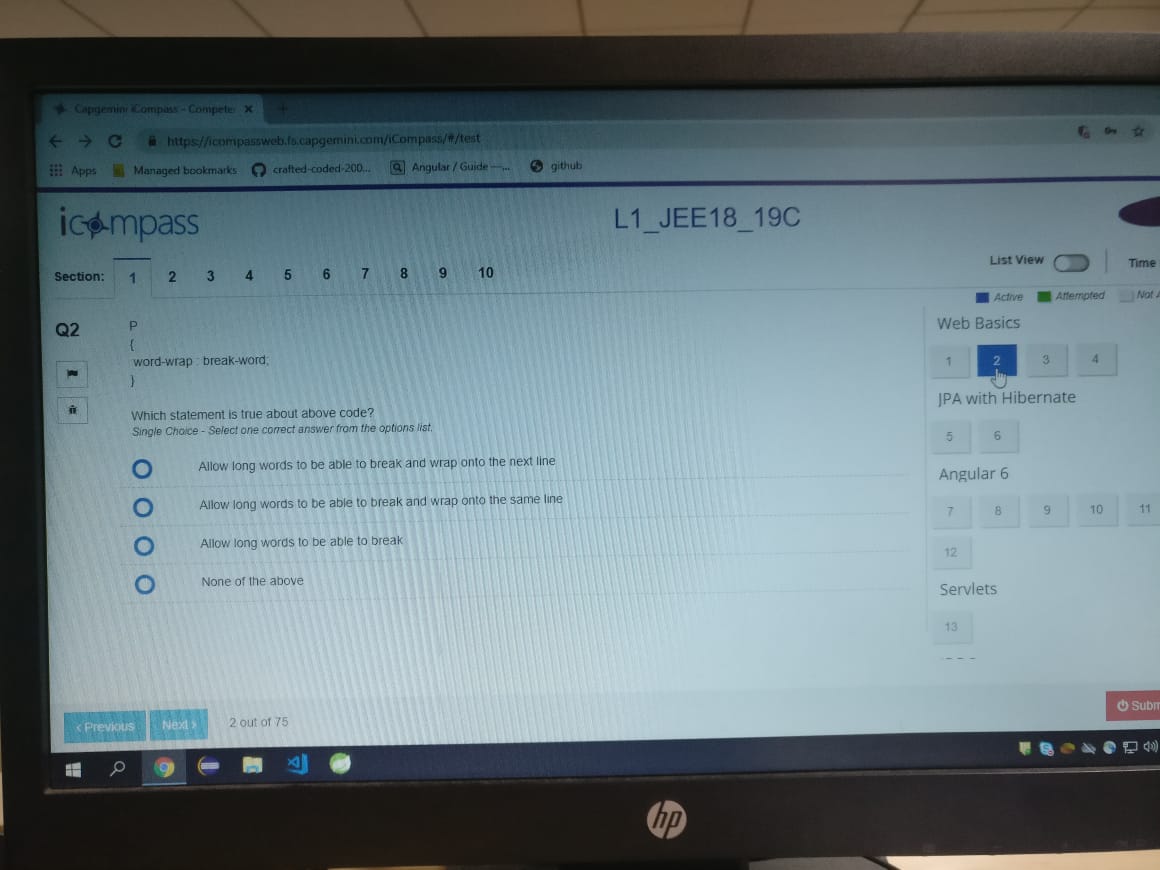 Capgemini iCompass - Compete
https://icompassweb.fs.capgemini.com/iCompass/#/test
Apps Managed bookmarks crafted-coded-200... Angular / Guide —... github
icompass
L1_JEE18_19C
List View Time
Section: 1 2 3 4 5 6 7 8 9 10
Active Attempted Not
Q2
P
{
word-wrap : break-word;
}
Which statement is true about above code?
Single Choice - Select one correct answer from the options list.
Allow long words to be able to break and wrap onto the next line
Allow long words to be able to break and wrap onto the same line
Allow long words to be able to break
None of the above
Web Basics
1 2 3 4
JPA with Hibernate
5 6
Angular 6
7 8 9 10 11
12
Servlets
13
‹ Previous Next › 2 out of 75
Subm
hp